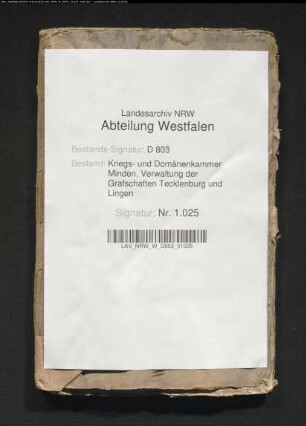 Landesarchiv NRW
Abteilung Westfalen
Bestands-Signatur: D 803
Bestand: Kriegs- und Domänenkammer
Minden, Verwaltung der
Grafschaften Tecklenburg und
Lingen
Signatur: Nr. 1.025